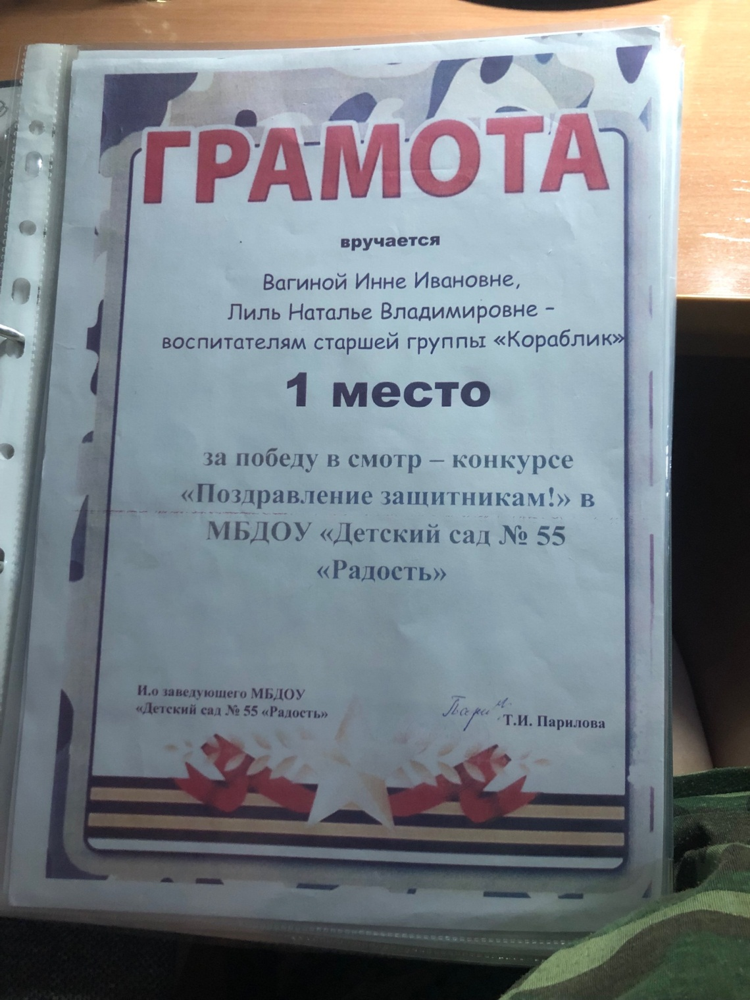 ГРАМОТА
вручается
Вагиной Инне Ивановне,
Лиль Наталье Владимировне –
воспитателям старшей группы «Кораблик»
1 место
за победу в смотр – конкурсе
«Поздравление защитникам!» в
МБДОУ «Детский сад № 55
«Радость»
И.о заведующего МБДОУ
«Детский сад № 55 «Радость»
Т.И. Парилова